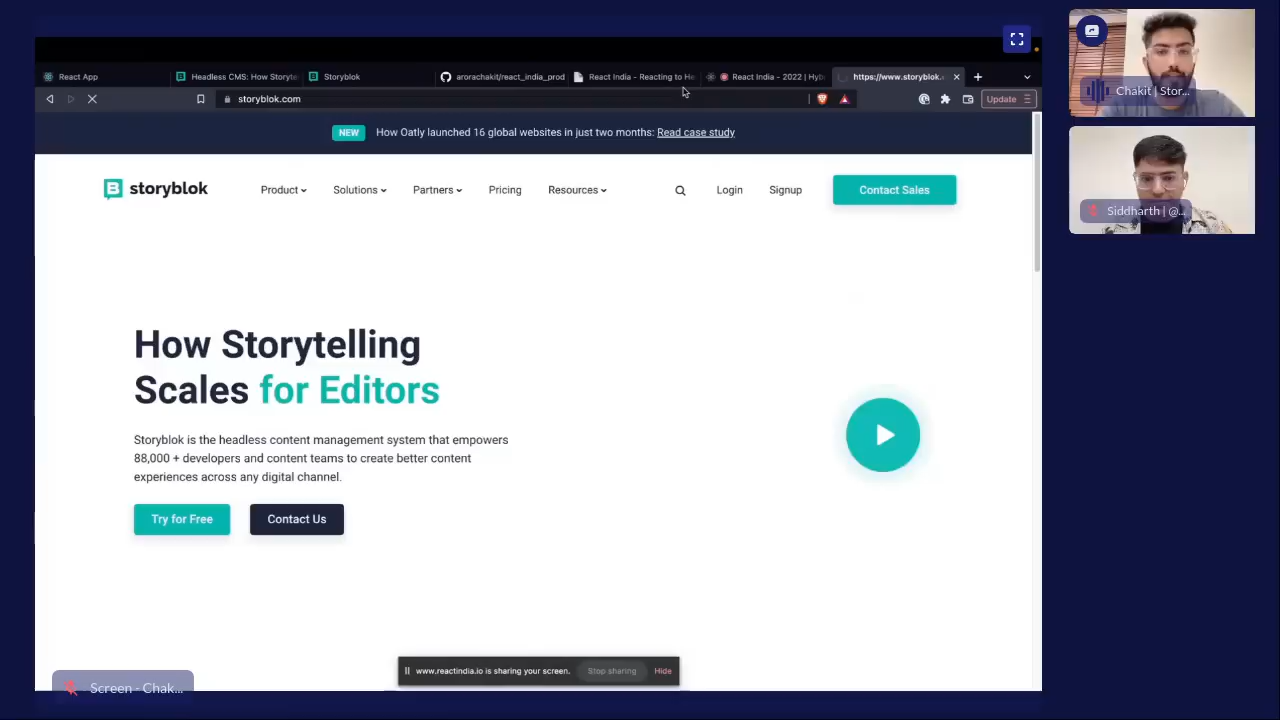 React App
Headless CMS: How Storyte
Storyblok
arorachakit/react_india_prod
React India - Reacting to He
React India - 2022 | Hyb
https://www.storyblok.
storyblok.com
Update
NEW How Oatly launched 16 global websites in just two months: Read case study
storyblok
Product
Solutions
Partners
Pricing
Resources
Login
Signup
Contact Sales
How Storytelling
Scales for Editors
Storyblok is the headless content management system that empowers
88,000 + developers and content teams to create better content
experiences across any digital channel.
Try for Free
Contact Us
www.reactindia.io is sharing your screen.
Stop sharing
Hide
Screen - Chak...
Chakit | Stor...
Siddharth | @...